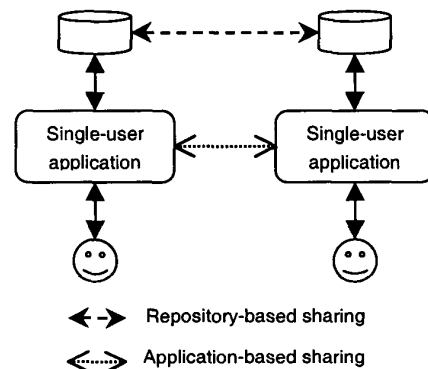 Single-user
application
Single-user
application
Repository-based sharing
Application-based sharing